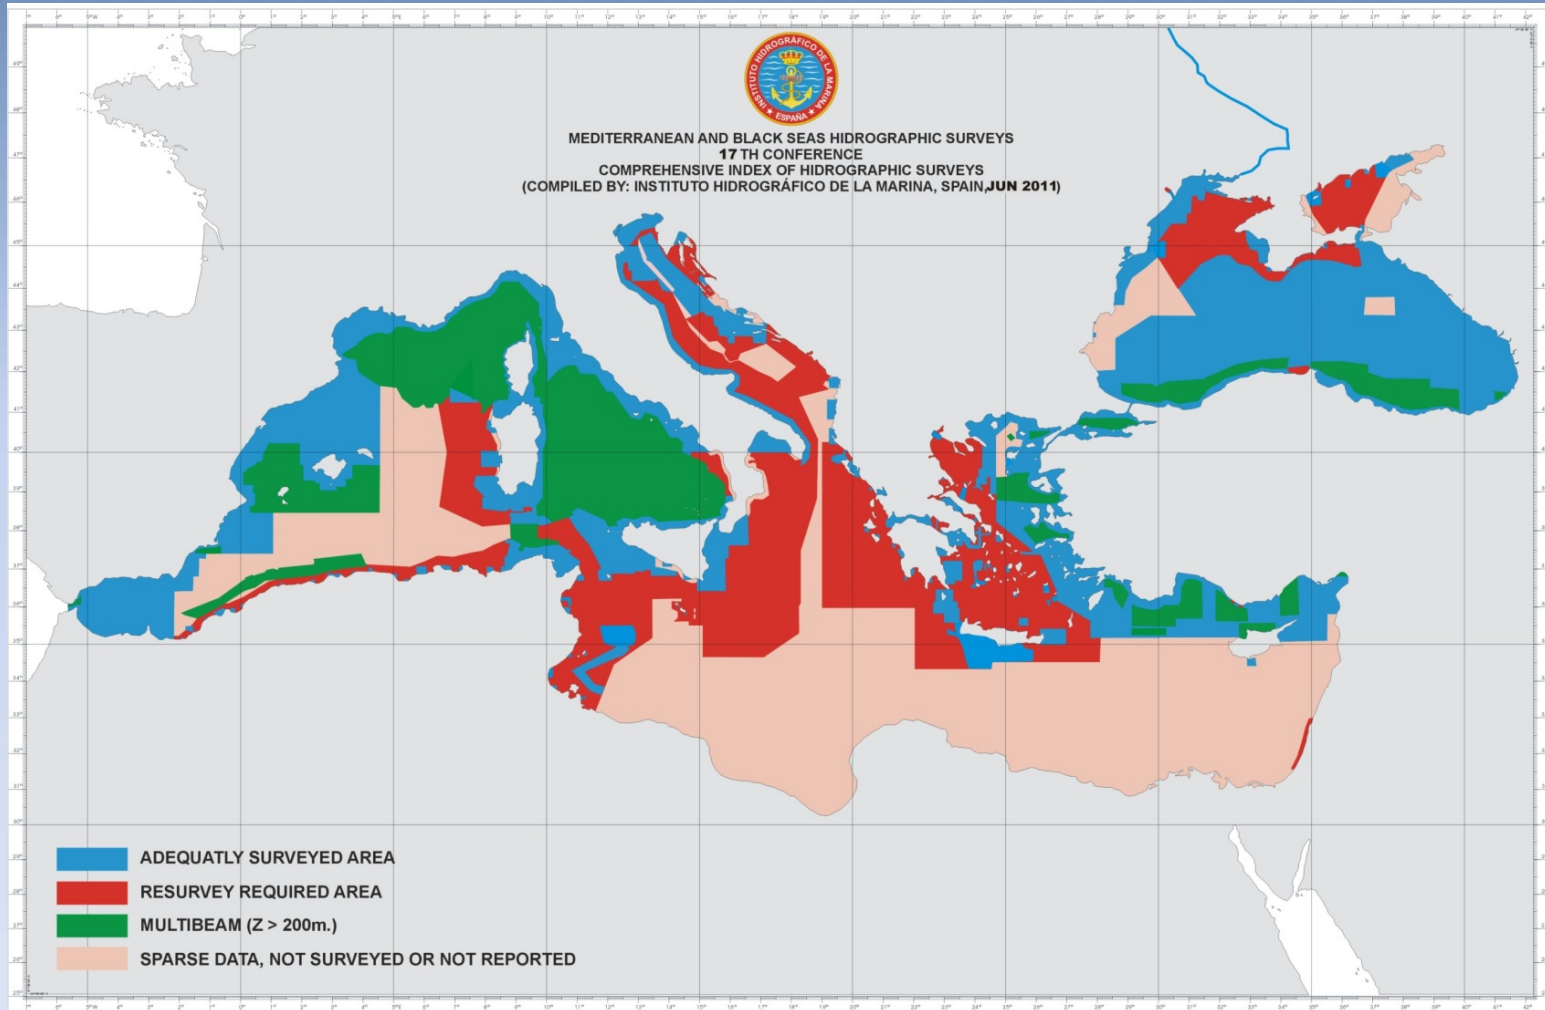 INSTITUTO HIDROGRÁFICO DE LA MARINA
★ ESPAÑA ★
MEDITERRANEAN AND BLACK SEAS HIDROGRAPHIC SURVEYS
17 TH CONFERENCE
COMPREHENSIVE INDEX OF HIDROGRAPHIC SURVEYS
(COMPILED BY: INSTITUTO HIDROGRÁFICO DE LA MARINA, SPAIN,JUN 2011)
ADEQUATLY SURVEYED AREA
RESURVEY REQUIRED AREA
MULTIBEAM (Z > 200m.)
SPARSE DATA, NOT SURVEYED OR NOT REPORTED